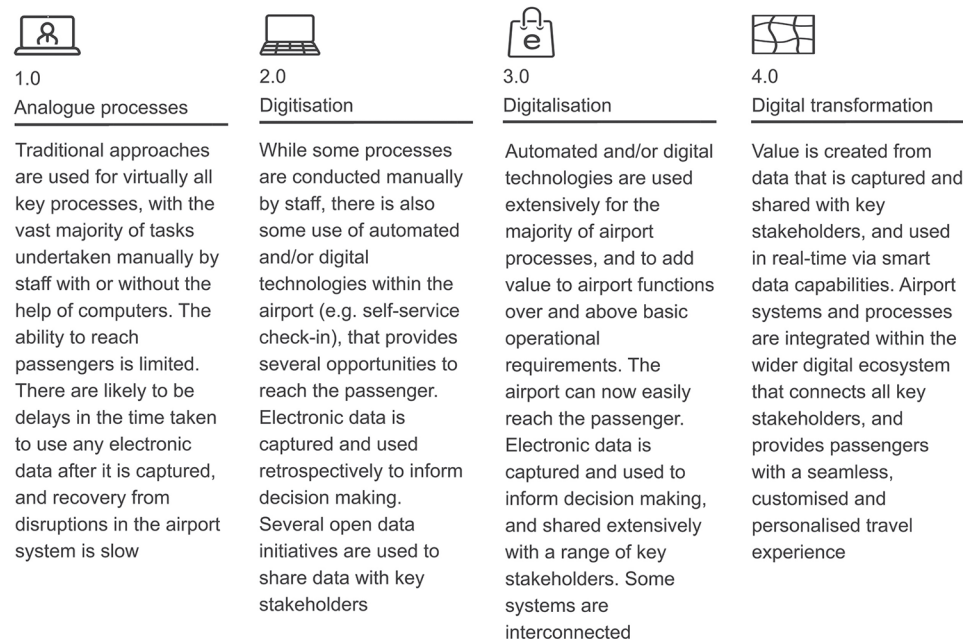 1.0
Analogue processes
Traditional approaches
are used for virtually all
key processes, with the
vast majority of tasks
undertaken manually by
staff with or without the
help of computers. The
ability to reach
passengers is limited.
There are likely to be
delays in the time taken
to use any electronic
data after it is captured,
and recovery from
disruptions in the airport
system is slow
2.0
Digitisation
While some processes
are conducted manually
by staff, there is also
some use of automated
and/or digital
technologies within the
airport (e.g. self-service
check-in), that provides
several opportunities to
reach the passenger.
Electronic data is
captured and used
retrospectively to inform
decision making.
Several open data
initiatives are used to
share data with key
stakeholders
e
3.0
Digitalisation
Automated and/or digital
technologies are used
extensively for the
majority of airport
processes, and to add
value to airport functions
over and above basic
operational
requirements. The
airport can now easily
reach the passenger.
Electronic data is
captured and used to
inform decision making,
and shared extensively
with a range of key
stakeholders. Some
systems are
interconnected
4.0
Digital transformation
Value is created from
data that is captured and
shared with key
stakeholders, and used
in real-time via smart
data capabilities. Airport
systems and processes
are integrated within the
wider digital ecosystem
that connects all key
stakeholders, and
provides passengers
with a seamless,
customised and
personalised travel
experience